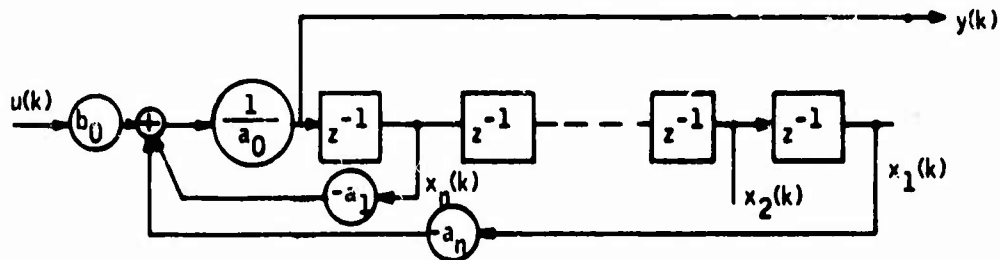 y(k)
u(k)
b0
+
1
a0
z-1
z-1
z-1
z-1
-a1
xn(k)
x2(k)
x1(k)
-an